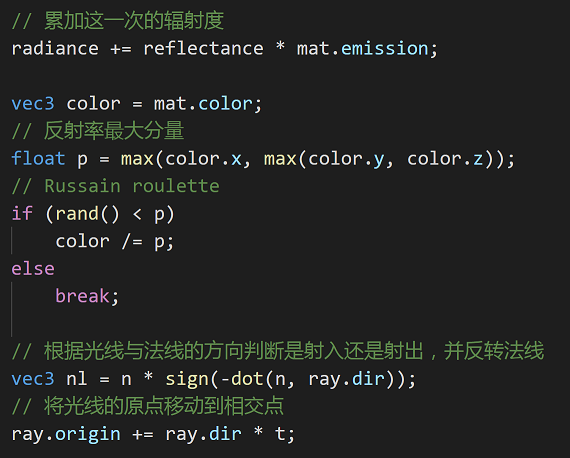 // 累加这一次的辐射度
radiance += reflectance * mat.emission;
vec3 color = mat.color;
// 反射率最大分量
float p = max(color.x, max(color.y, color.z));
// Russain roulette
if (rand() < p)
color /= p;
else
break;
// 根据光线与法线的方向判断是射入还是射出，并反转法线
vec3 nl = n * sign(-dot(n, ray.dir));
// 将光线的原点移动到相交点
ray.origin += ray.dir * t;